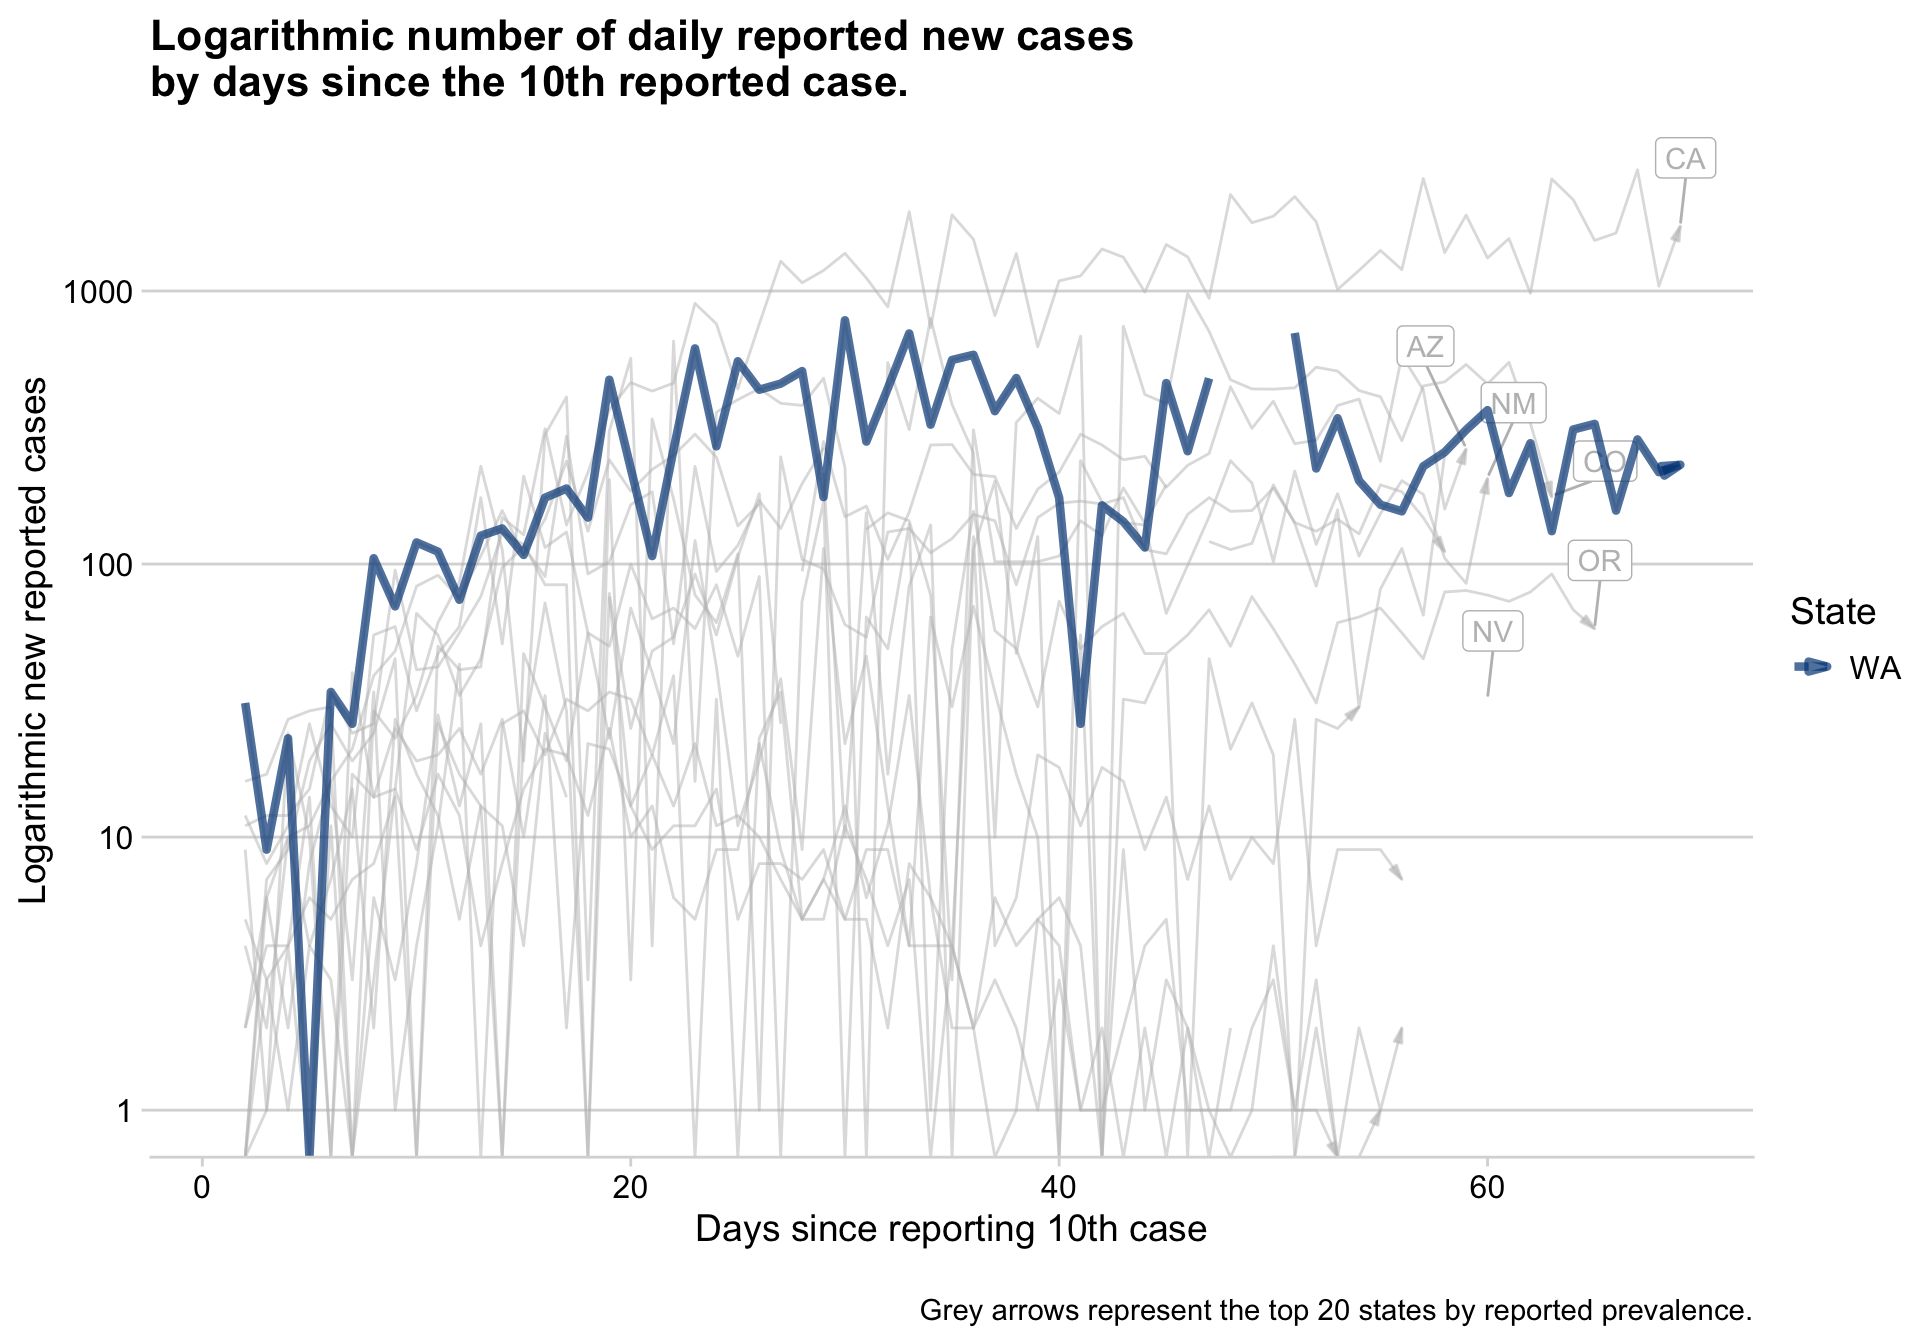 Logarithmic number of daily reported new cases
by days since the 10th reported case.
CA
1000
AZ
NM
CO
100
OR
NV
10
1
Logarithmic new reported cases
State
WA
0
20
40
60
Days since reporting 10th case
Grey arrows represent the top 20 states by reported prevalence.